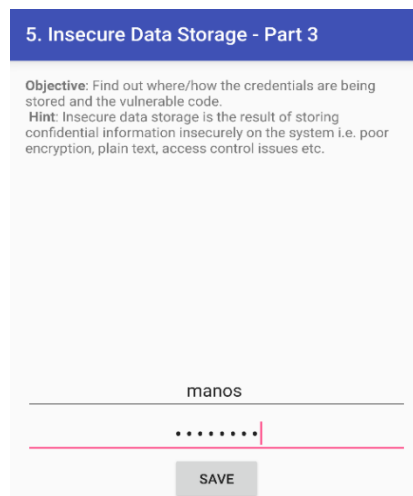 5. Insecure Data Storage - Part 3
Objective: Find out where/how the credentials are being
stored and the vulnerable code.
Hint: Insecure data storage is the result of storing
confidential information insecurely on the system i.e. poor
encryption, plain text, access control issues etc.
manos
••••••••
SAVE